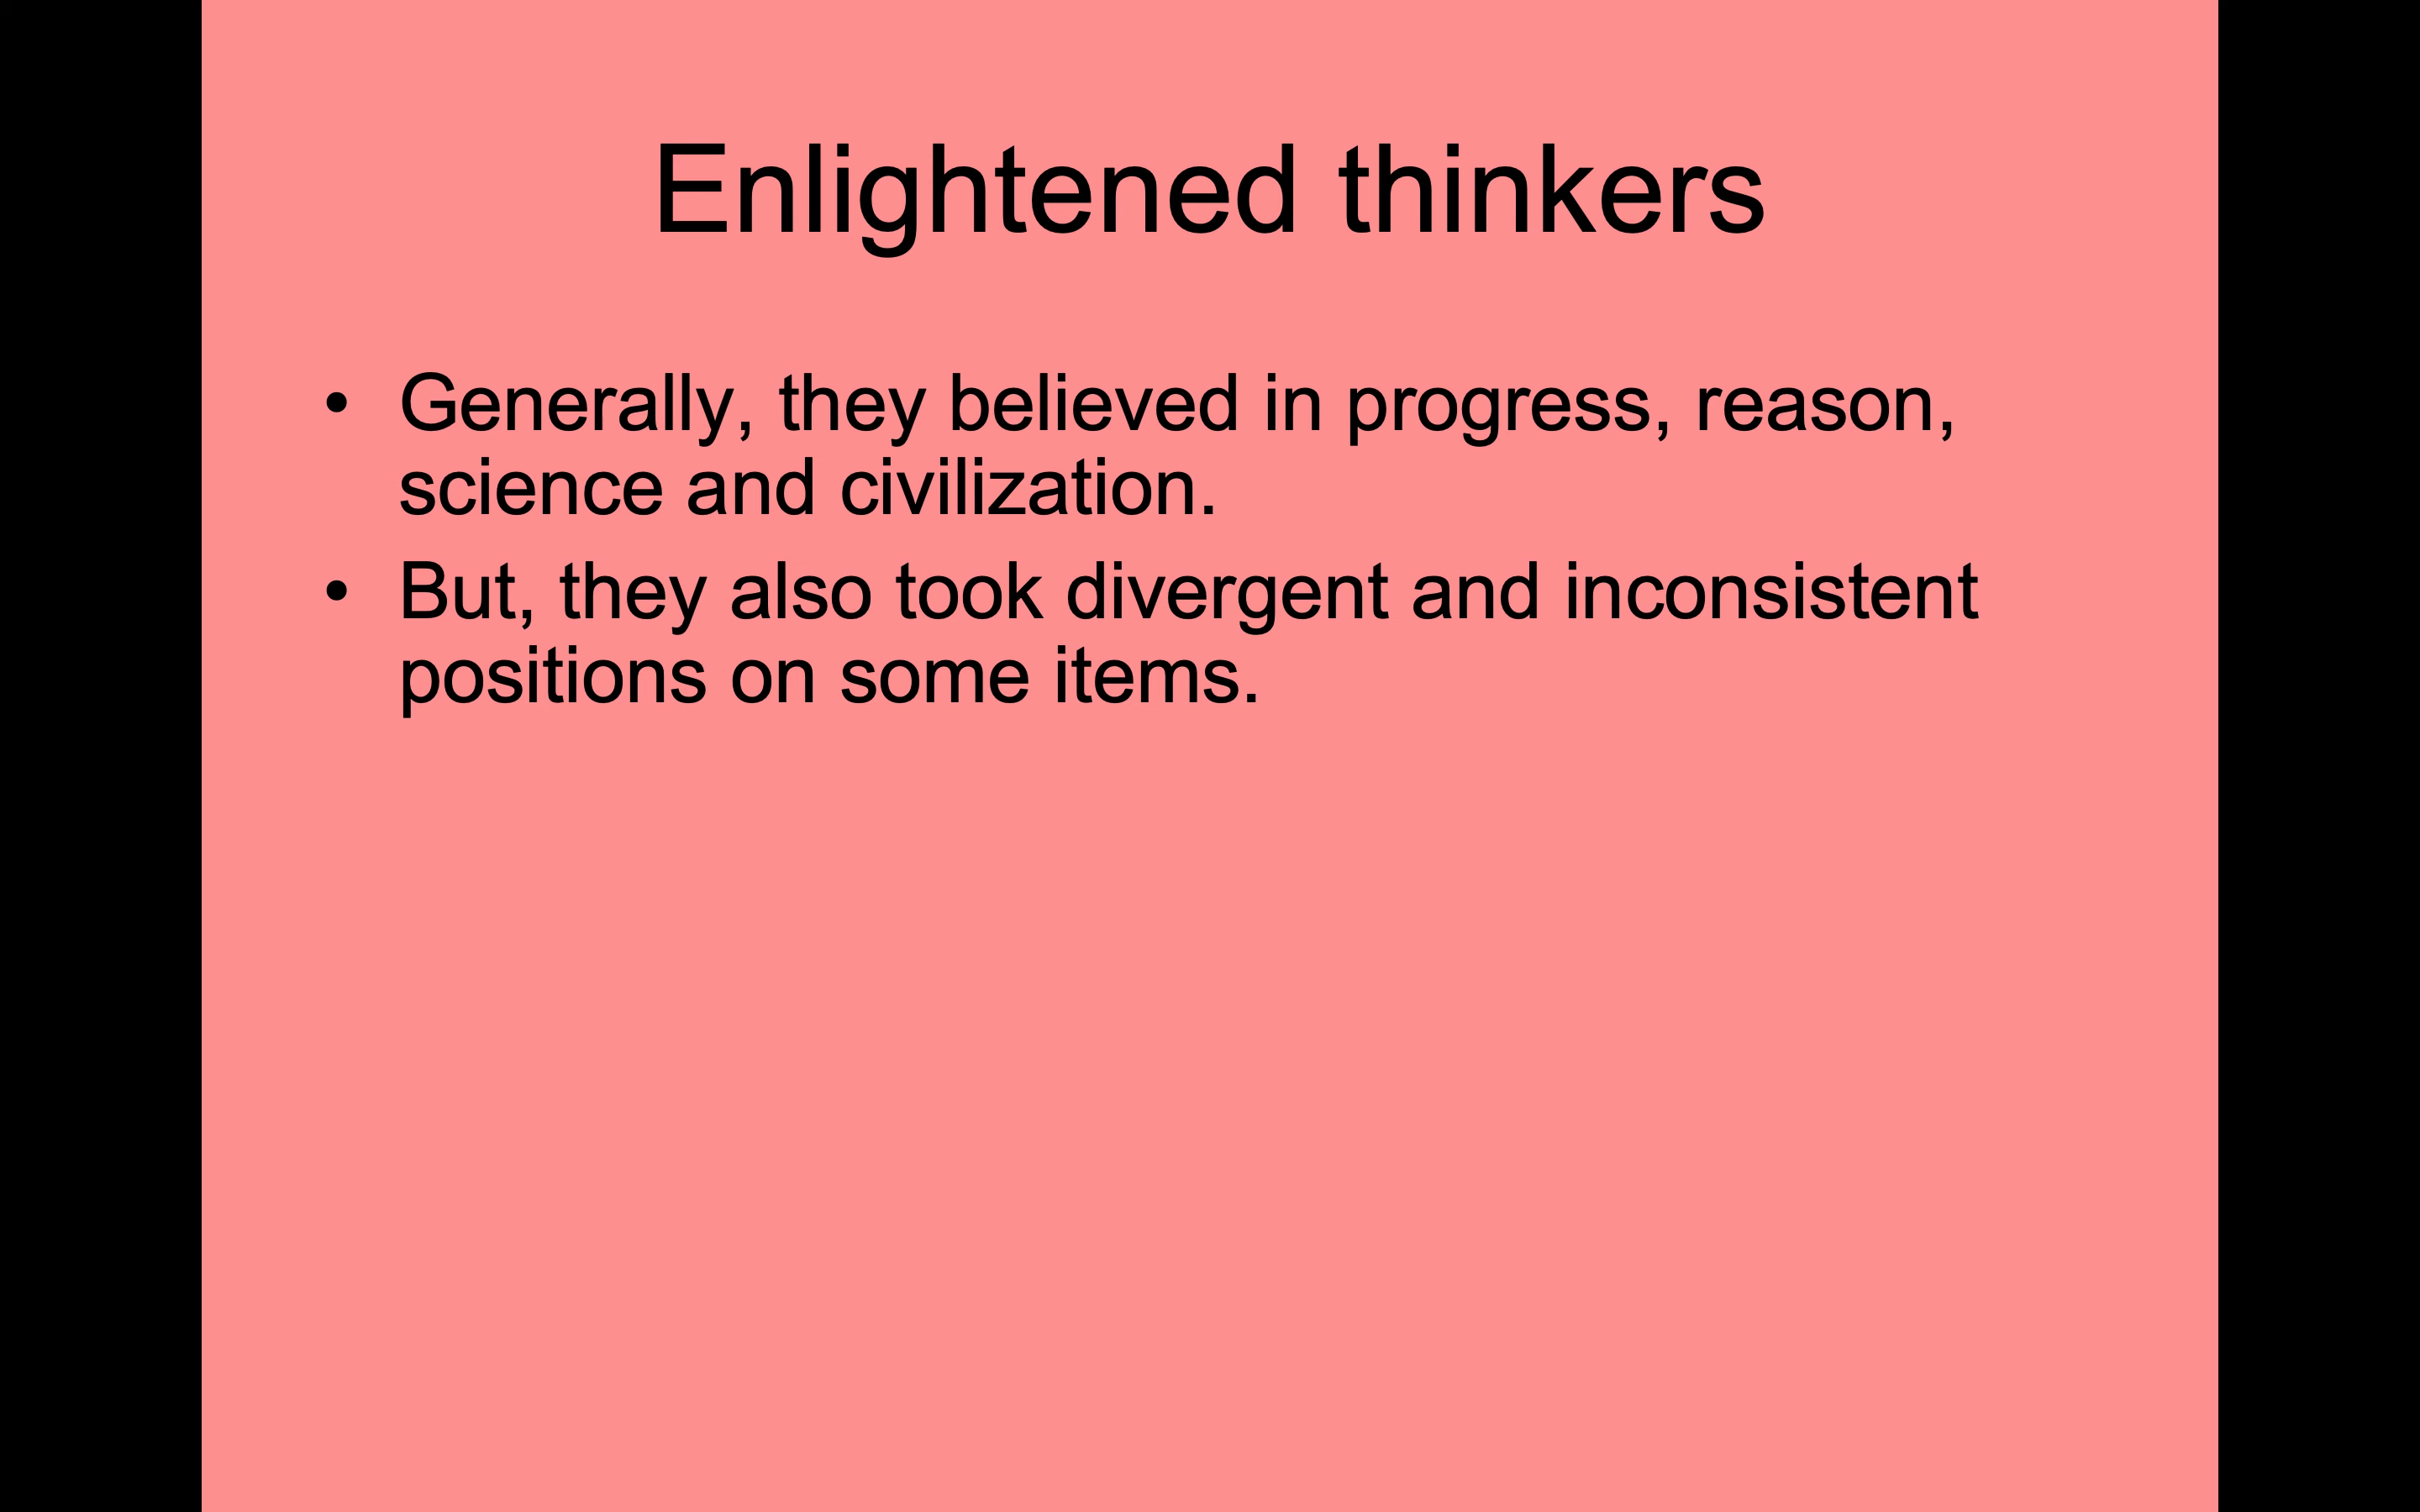 Enlightened thinkers
• Generally, they believed in progress, reason,
science and civilization.
• But, they also took divergent and inconsistent
positions on some items.